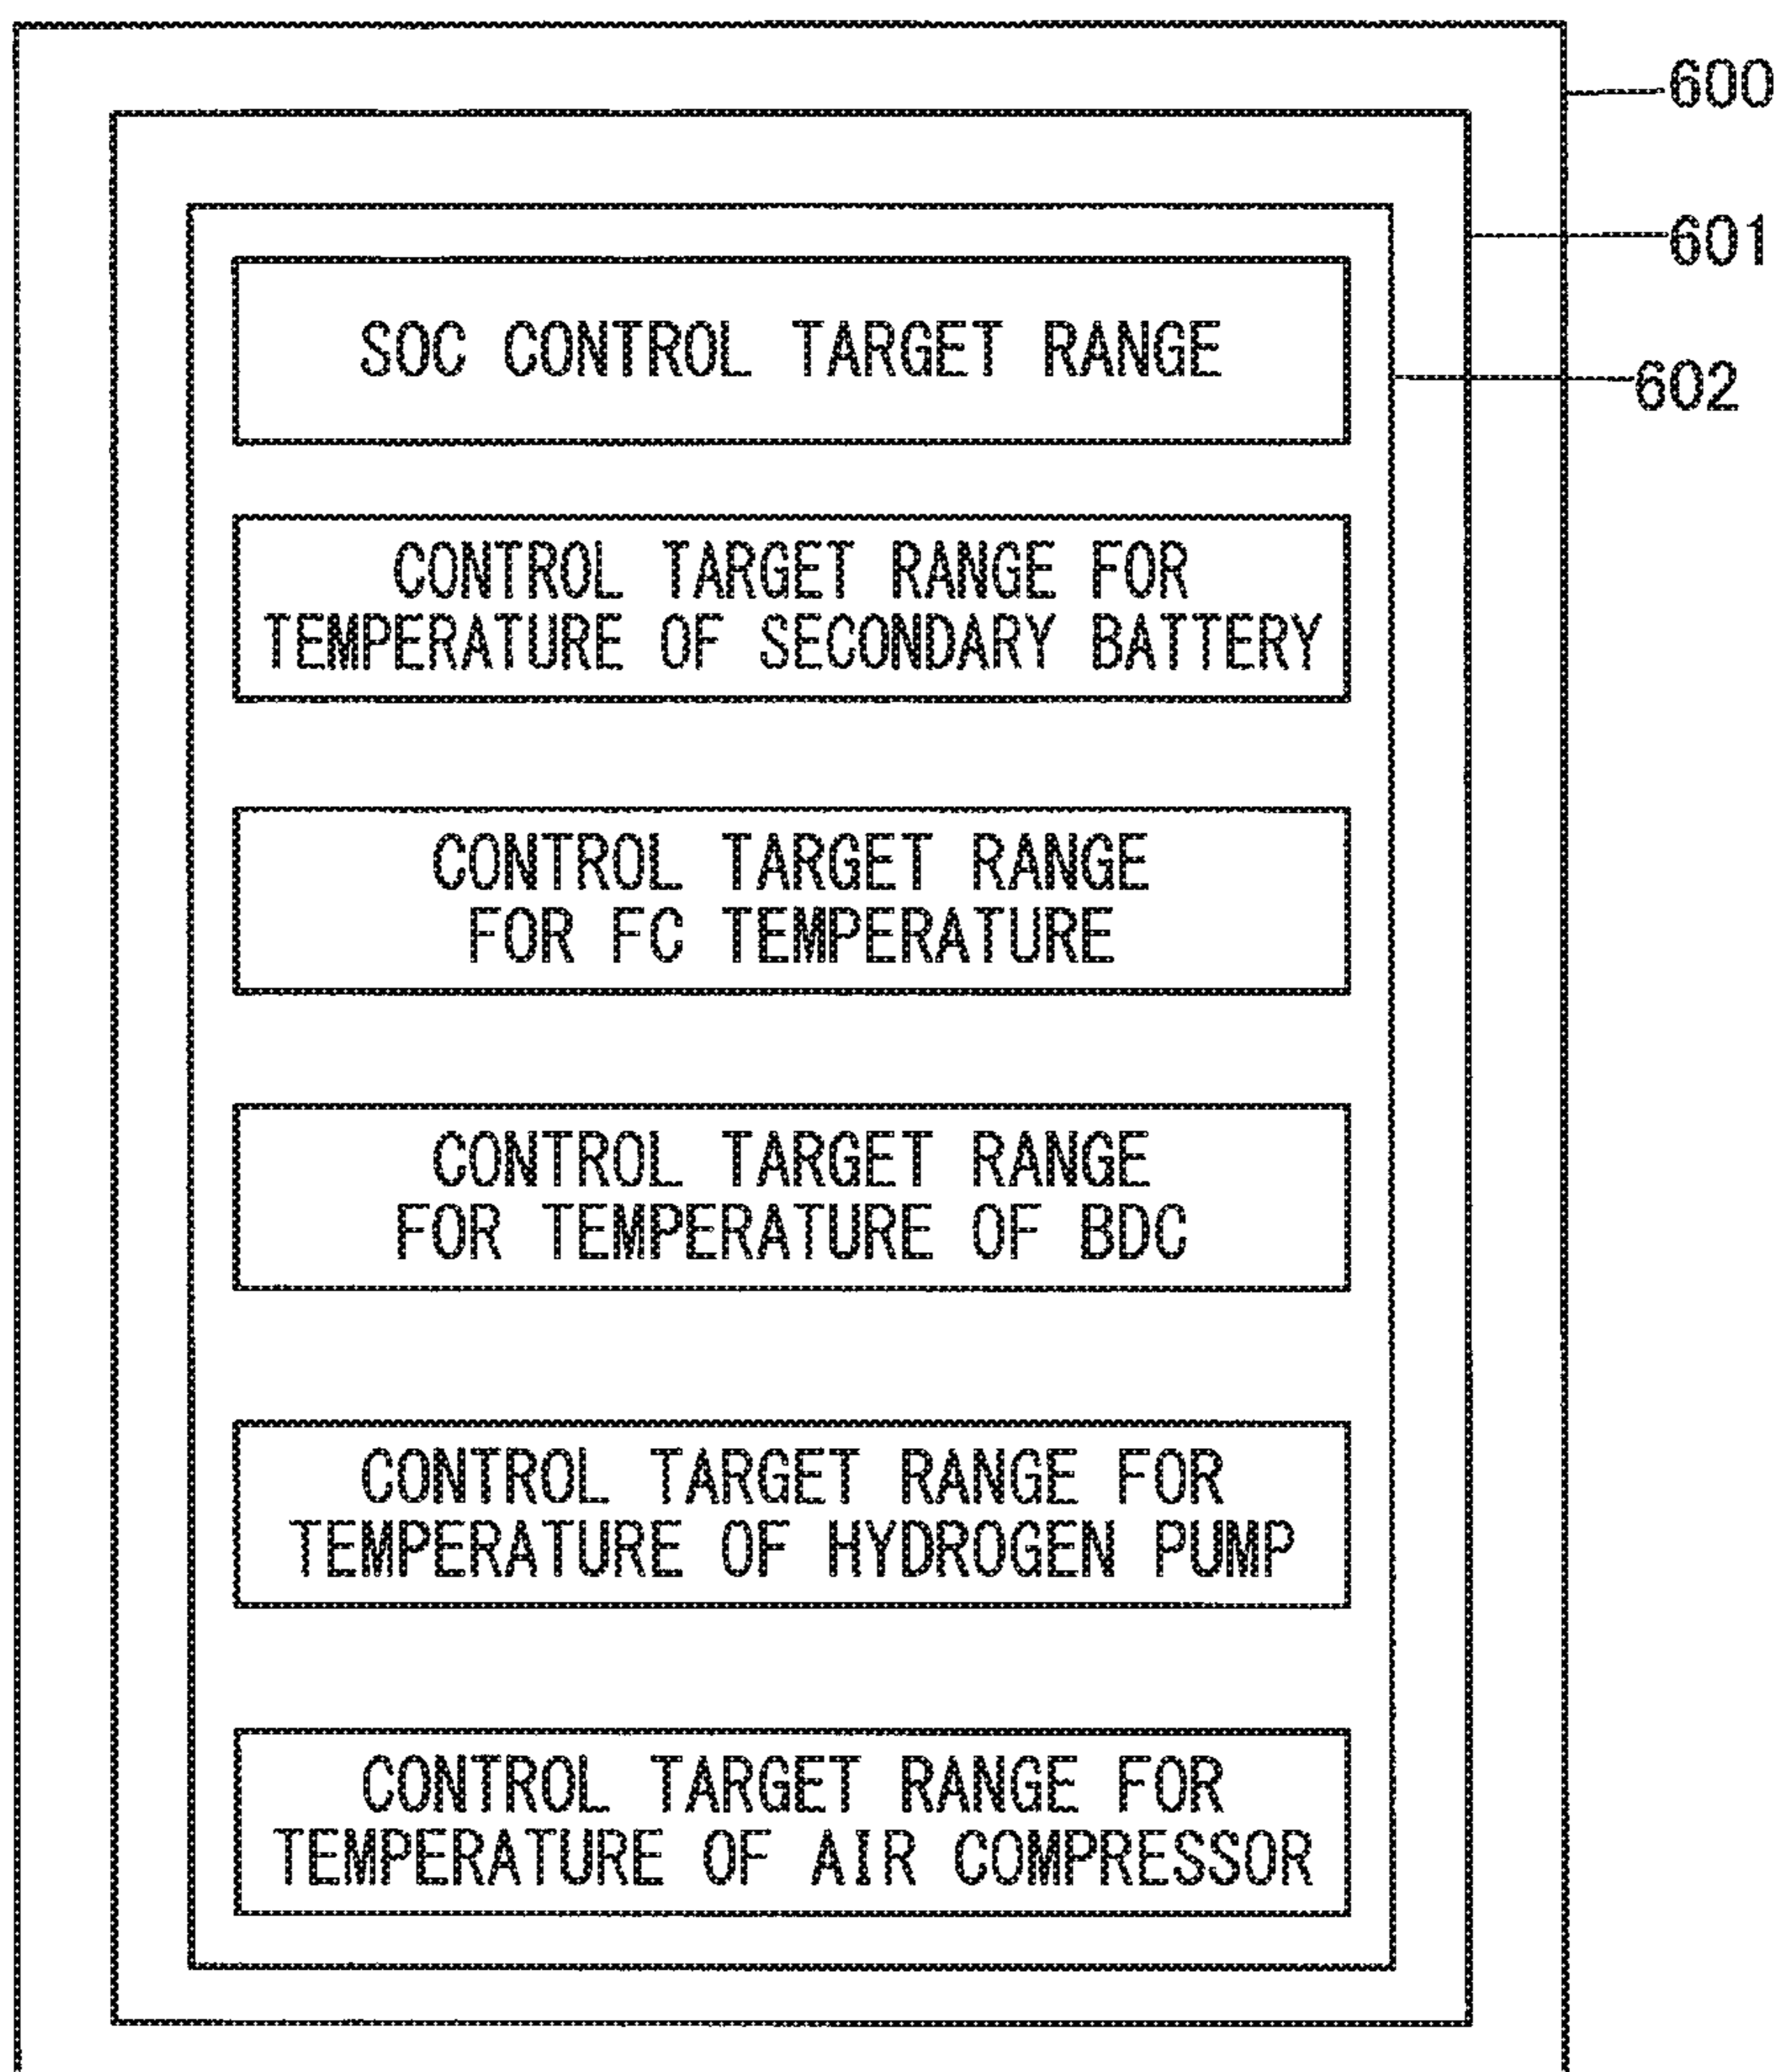 600
601
602
SOC CONTROL TARGET RANGE
CONTROL TARGET RANGE FOR
TEMPERATURE OF SECONDARY BATTERY
CONTROL TARGET RANGE
FOR FC TEMPERATURE
CONTROL TARGET RANGE
FOR TEMPERATURE OF BDC
CONTROL TARGET RANGE FOR
TEMPERATURE OF HYDROGEN PUMP
CONTROL TARGET RANGE FOR
TEMPERATURE OF AIR COMPRESSOR